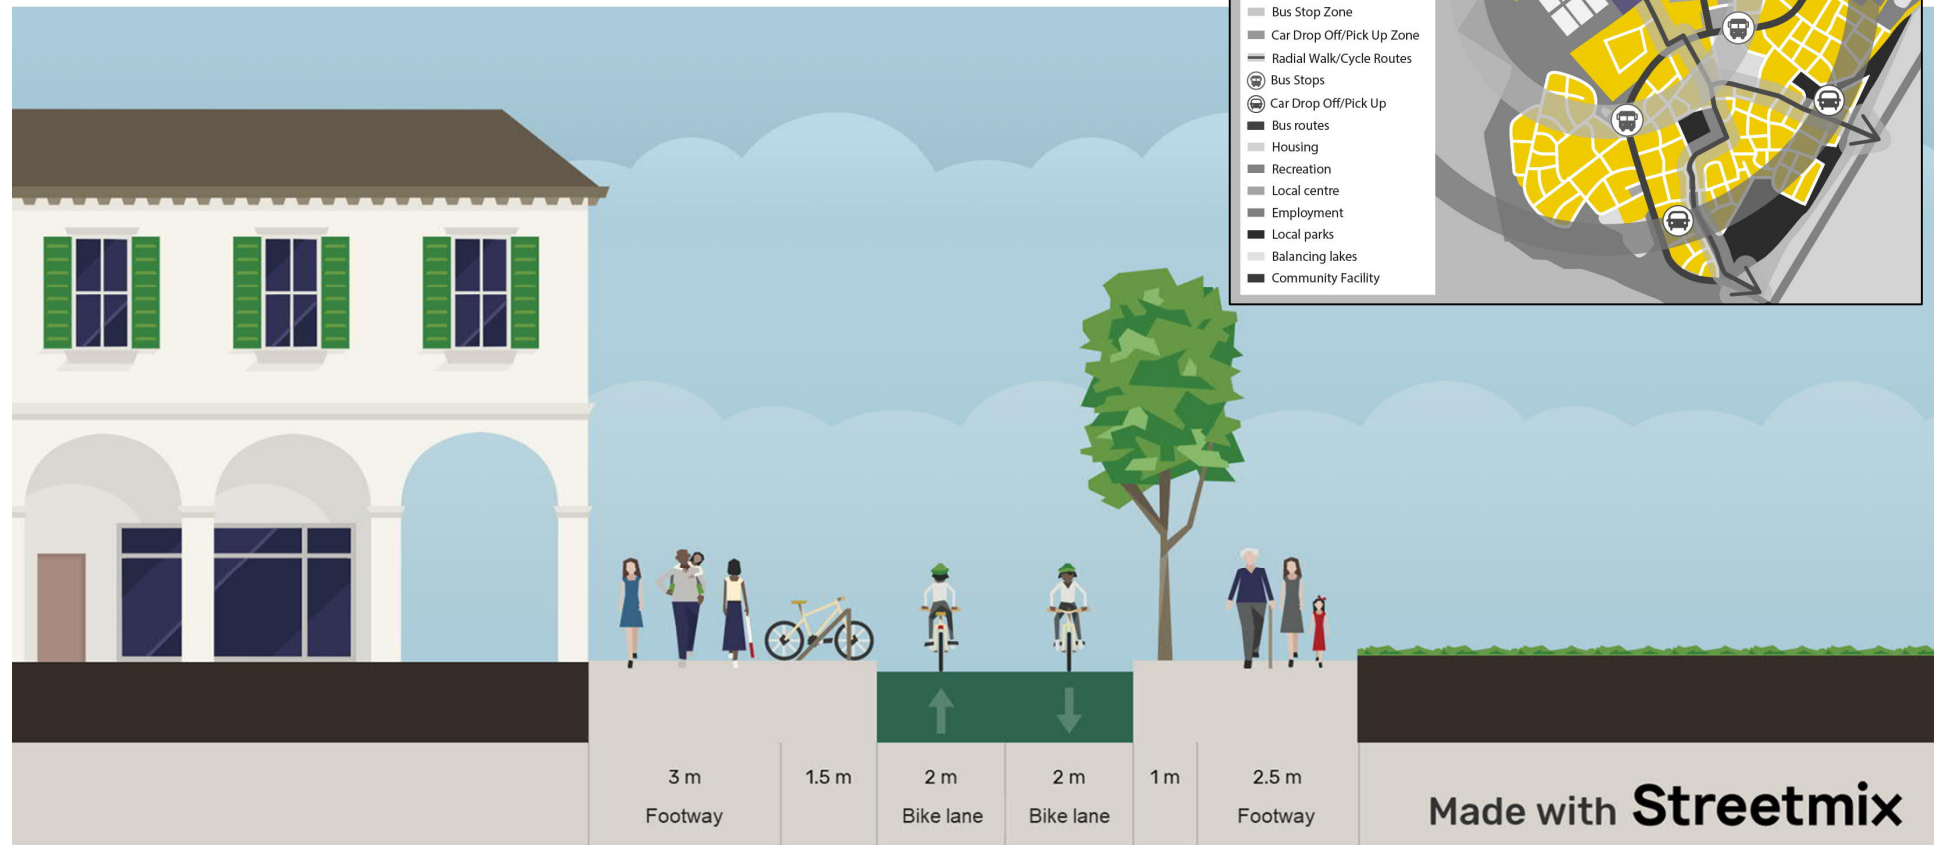 Bus Stop Zone
Car Drop Off/Pick Up Zone
Radial Walk/Cycle Routes
Bus Stops
Car Drop Off/Pick Up
Bus routes
Housing
Recreation
Local centre
Employment
Local parks
Balancing lakes
Community Facility
3 m
1.5 m
2 m
2 m
1 m
2.5 m
Footway
Bike lane
Bike lane
Footway
Made with Streetmix